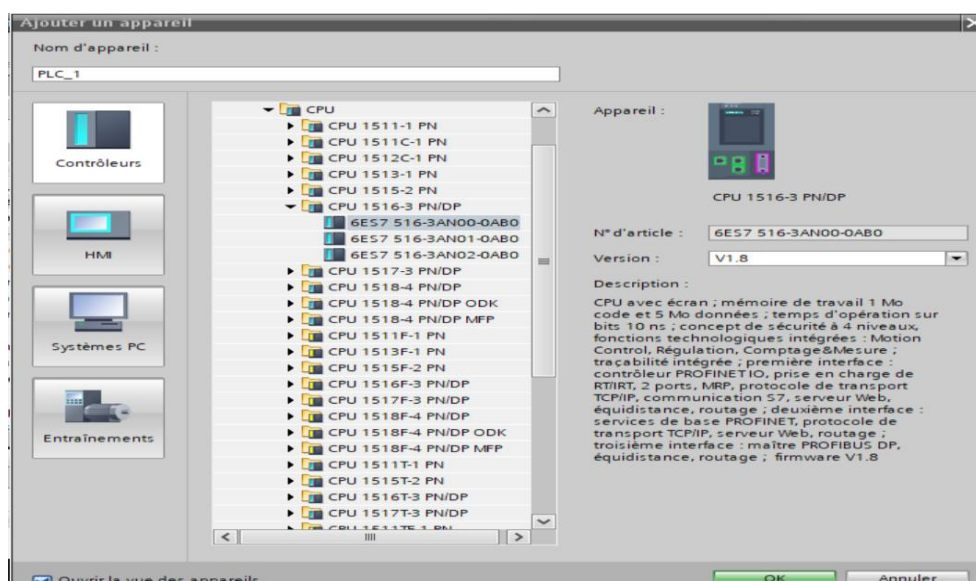 Ajouter un appareil
Nom d'appareil :
PLC_1
Contrôleurs
HMI
Systèmes PC
Entraînements
CPU
CPU 1511-1 PN
CPU 1511C-1 PN
CPU 1512C-1 PN
CPU 1513-1 PN
CPU 1515-2 PN
CPU 1516-3 PN/DP
6ES7 516-3AN00-0AB0
6ES7 516-3AN01-0AB0
6ES7 516-3AN02-0AB0
CPU 1517-3 PN/DP
CPU 1518-4 PN/DP
CPU 1518-4 PN/DP ODK
CPU 1518-4 PN/DP MFP
CPU 1511F-1 PN
CPU 1513F-1 PN
CPU 1515F-2 PN
CPU 1516F-3 PN/DP
CPU 1517F-3 PN/DP
CPU 1518F-4 PN/DP
CPU 1518F-4 PN/DP ODK
CPU 1518F-4 PN/DP MFP
CPU 1511T-1 PN
CPU 1515T-2 PN
CPU 1516T-3 PN/DP
CPU 1517T-3 PN/DP
CPU 1511TF-1 PN
Appareil :
CPU 1516-3 PN/DP
N° d'article :
6ES7 516-3AN00-0AB0
Version :
V1.8
Description :
CPU avec écran ; mémoire de travail 1 Mo
code et 5 Mo données ; temps d'opération sur
bits 10 ns ; concept de sécurité à 4 niveaux,
fonctions technologiques intégrées : Motion
Control, Régulation, Comptage&Mesure ;
traçabilité intégrée ; première interface :
contrôleur PROFINET IO, prise en charge de
RT/IRT, 2 ports, MRP, protocole de transport
TCP/IP, communication S7, serveur Web,
équidistance, routage ; deuxième interface :
services de base PROFINET, protocole de
transport TCP/IP, serveur Web, routage ;
troisième interface : maître PROFIBUS DP,
équidistance, routage ; firmware V1.8
Ouvrir la vue des appareils
OK
Annuler